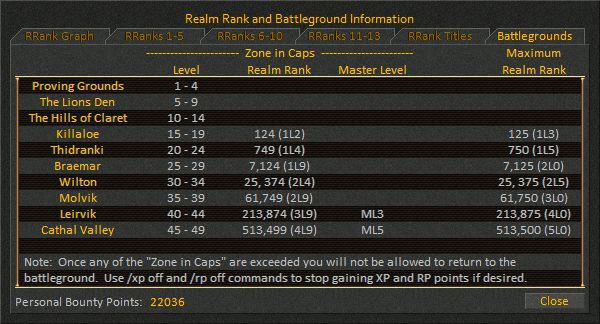 Realm Rank and Battleground Information
RRank Graph RRanks 1-5 RRanks 6-10 RRanks 11-13 RRank Titles Battlegrounds
----------------------- Zone in Caps ----------------------- Maximum
Level Realm Rank Master Level Realm Rank
Proving Grounds 1 - 4
The Lions Den 5 - 9
The Hills of Claret 10 - 14
Killaloe 15 - 19 124 (1L2) 125 (1L3)
Thidranki 20 - 24 749 (1L4) 750 (1L5)
Braemar 25 - 29 7,124 (1L9) 7,125 (2L0)
Wilton 30 - 34 25, 374 (2L4) 25, 375 (2L5)
Molvik 35 - 39 61,749 (2L9) 61,750 (3L0)
Leirvik 40 - 44 213,874 (3L9) ML3 213,875 (4L0)
Cathal Valley 45 - 49 513,499 (4L9) ML5 513,500 (5L0)
Note: Once any of the "Zone in Caps" are exceeded you will not be allowed to return to the
battleground. Use /xp off and /rp off commands to stop gaining XP and RP points if desired.
Personal Bounty Points: 22036 Close